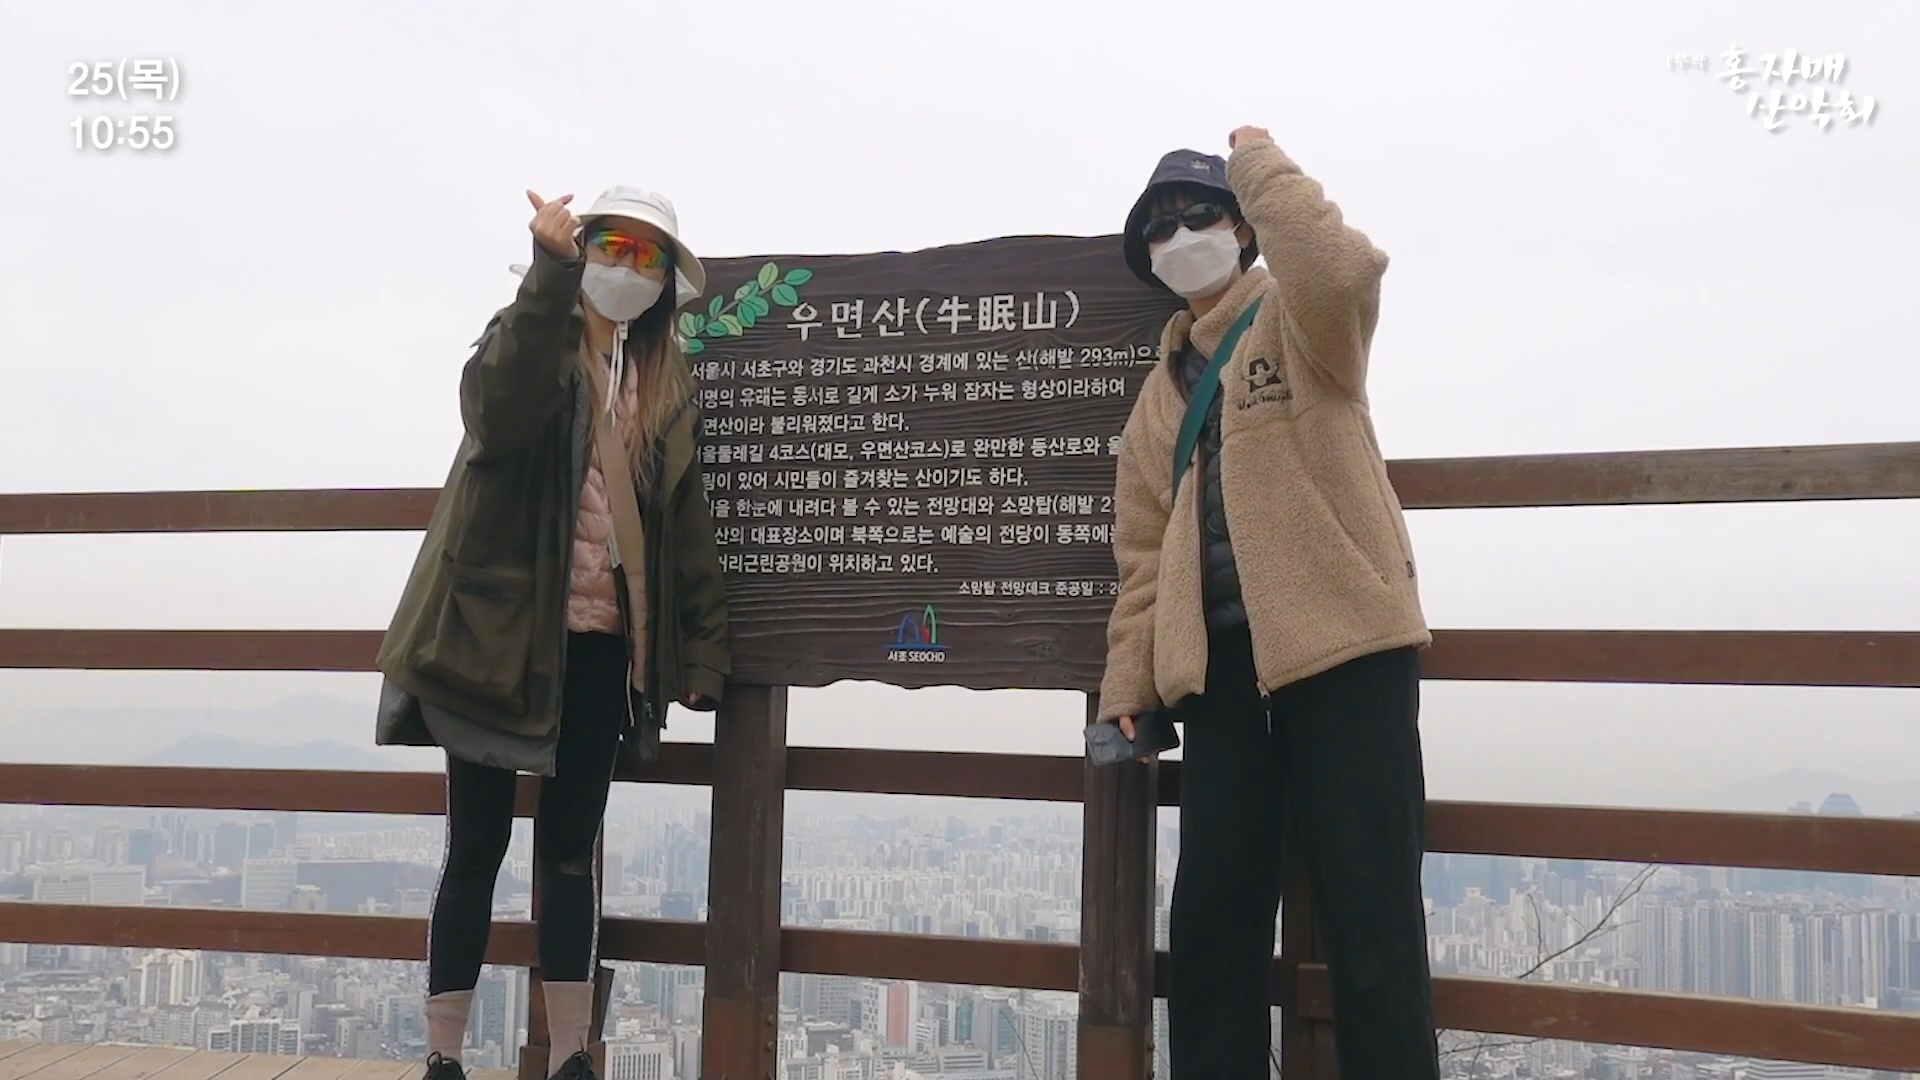 25(목)
10:55
홍자매
산악회
우면산(牛眠山)
서울시 서초구와 경기도 과천시 경계에 있는 산(해발 293m)으
유래는 동서로 길게 소가 누워 잠자는 형상이라하여
면산이라 불리워졌다고 한다.
울둘레길 4코스(대모, 우면산코스)로 완만한 등산로와
림이 있어 시민들이 즐겨찾는 산이기도 하다.
을 한눈에 내려다 볼 수 있는 전망대와 소망탑(해발 2
산의 대표장소이며 북쪽으로는 예술의 전당이 동쪽에는
거리근린공원이 위치하고 있다.
소망탑 전망데크 준공일 : 20
서초 SEOCHO